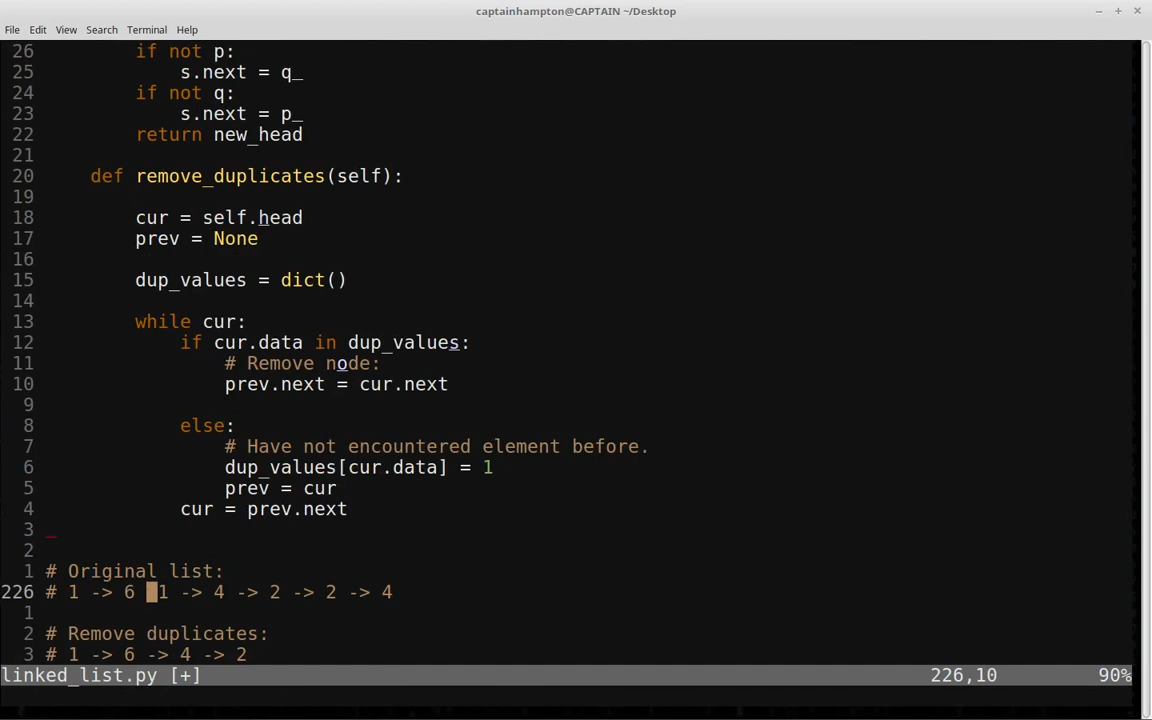 captainhampton@CAPTAIN ~/Desktop
File Edit View Search Terminal Help
26         if not p:
25             s.next = q_
24         if not q:
23             s.next = p_
22         return new_head
21
20     def remove_duplicates(self):
19
18         cur = self.head
17         prev = None
16
15         dup_values = dict()
14
13         while cur:
12             if cur.data in dup_values:
11                 # Remove node:
10                 prev.next = cur.next
9
8             else:
7                 # Have not encountered element before.
6                 dup_values[cur.data] = 1
5                 prev = cur
4             cur = prev.next
3 _
2
1 # Original list:
226 # 1 -> 6  1 -> 4 -> 2 -> 2 -> 4
1
2 # Remove duplicates:
3 # 1 -> 6 -> 4 -> 2
linked_list.py [+] 226,10 90%